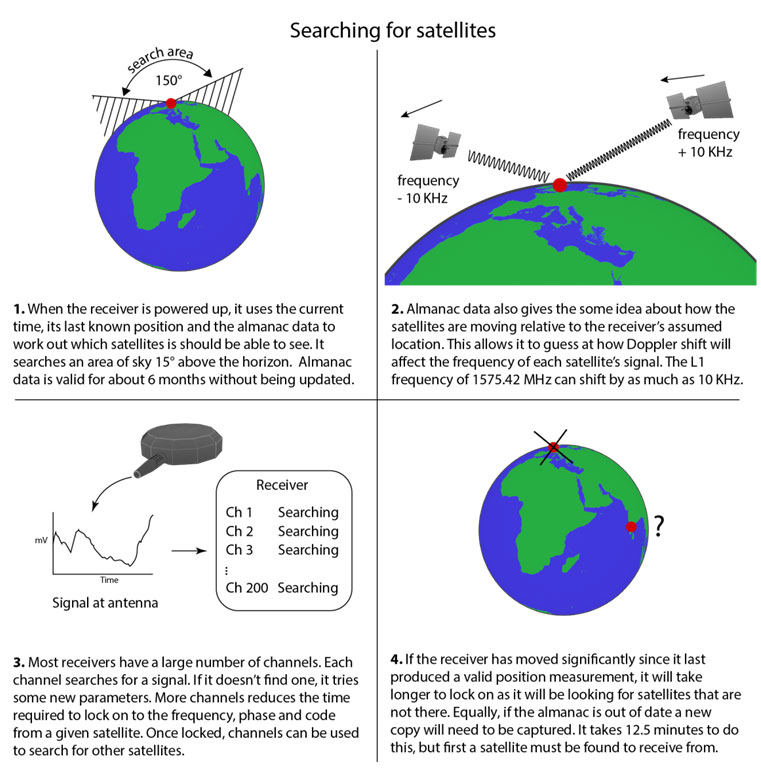 Searching for satellites
search area
150°
1. When the receiver is powered up, it uses the current
time, its last known position and the almanac data to
work out which satellites is should be able to see. It
searches an area of sky 15° above the horizon.  Almanac
data is valid for about 6 months without being updated.
frequency
+ 10 KHz
frequency
- 10 KHz
2. Almanac data also gives the some idea about how the
satellites are moving relative to the receiver's assumed
location. This allows it to guess at how Doppler shift will
affect the frequency of each satellite's signal. The L1
frequency of 1575.42 MHz can shift by as much as 10 KHz.
mV
Time
Signal at antenna
Receiver
Ch 1 Searching
Ch 2 Searching
Ch 3 Searching
⋮
Ch 200 Searching
3. Most receivers have a large number of channels. Each
channel searches for a signal. If it doesn't find one, it tries
some new parameters. More channels reduces the time
required to lock on to the frequency, phase and code
from a given satellite. Once locked, channels can be used
to search for other satellites.
?
4. If the receiver has moved significantly since it last
produced a valid position measurement, it will take
longer to lock on as it will be looking for satellites that are
not there. Equally, if the almanac is out of date a new
copy will need to be captured. It takes 12.5 minutes to do
this, but first a satellite must be found to receive from.